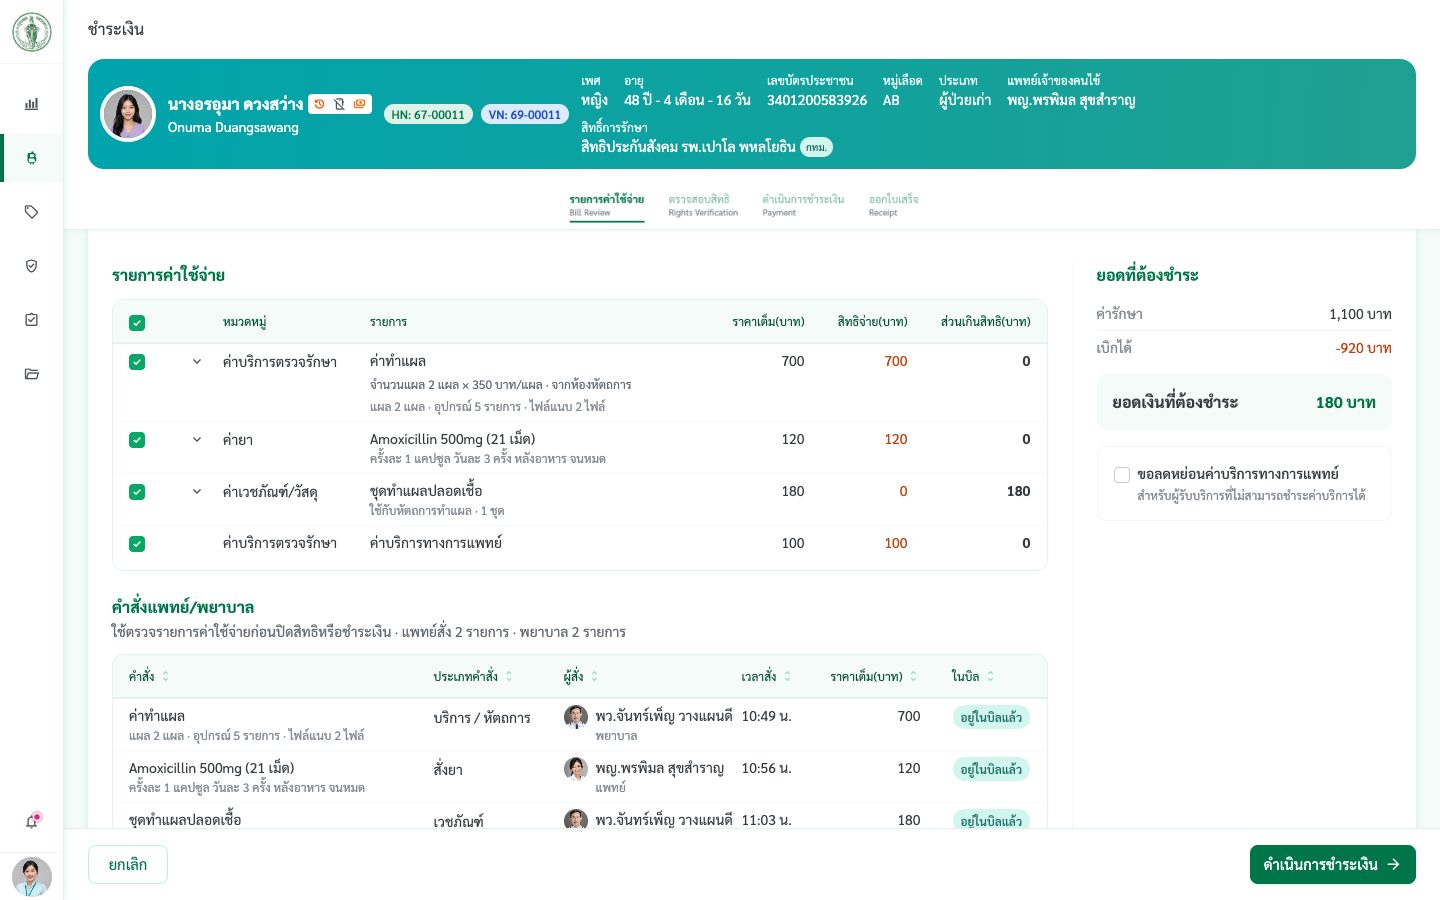 ชำระเงิน
นางอรอุมา ดวงสว่าง
Onuma Duangsawang
HN: 67-00011
VN: 69-00011
เพศ
หญิง
อายุ
48 ปี - 4 เดือน - 16 วัน
เลขบัตรประชาชน
3401200583926
หมู่เลือด
AB
ประเภท
ผู้ป่วยเก่า
แพทย์เจ้าของคนไข้
พญ.พรพิมล สุขสำราญ
สิทธิ์การรักษา
สิทธิประกันสังคม รพ.เปาโล พหลโยธิน กทม.
รายการค่าใช้จ่าย
Bill Review
ตรวจสอบสิทธิ
Rights Verification
ดำเนินการชำระเงิน
Payment
ออกใบเสร็จ
Receipt
รายการค่าใช้จ่าย
หมวดหมู่ รายการ ราคาเต็ม(บาท) สิทธิจ่าย(บาท) ส่วนเกินสิทธิ(บาท)
ค่าบริการตรวจรักษา ค่าทำแผล 700 700 0
จำนวนแผล 2 แผล × 350 บาท/แผล · จากห้องหัตถการ
แผล 2 แผล · อุปกรณ์ 5 รายการ · ไฟล์แนบ 2 ไฟล์
ค่ายา Amoxicillin 500mg (21 เม็ด) 120 120 0
ครั้งละ 1 แคปซูล วันละ 3 ครั้ง หลังอาหาร จนหมด
ค่าเวชภัณฑ์/วัสดุ ชุดทำแผลปลอดเชื้อ 180 0 180
ใช้กับหัตถการทำแผล · 1 ชุด
ค่าบริการตรวจรักษา ค่าบริการทางการแพทย์ 100 100 0
ยอดที่ต้องชำระ
ค่ารักษา 1,100 บาท
เบิกได้ -920 บาท
ยอดเงินที่ต้องชำระ 180 บาท
ขอลดหย่อนค่าบริการทางการแพทย์
สำหรับผู้รับบริการที่ไม่สามารถชำระค่าบริการได้
คำสั่งแพทย์/พยาบาล
ใช้ตรวจรายการค่าใช้จ่ายก่อนปิดสิทธิหรือชำระเงิน · แพทย์สั่ง 2 รายการ · พยาบาล 2 รายการ
คำสั่ง ประเภทคำสั่ง ผู้สั่ง เวลาสั่ง ราคาเต็ม(บาท) ในบิล
ค่าทำแผล บริการ / หัตถการ พว.จันทร์เพ็ญ วางแผนดี 10:49 น. 700 อยู่ในบิลแล้ว
แผล 2 แผล · อุปกรณ์ 5 รายการ · ไฟล์แนบ 2 ไฟล์ พยาบาล
Amoxicillin 500mg (21 เม็ด) สั่งยา พญ.พรพิมล สุขสำราญ 10:56 น. 120 อยู่ในบิลแล้ว
ครั้งละ 1 แคปซูล วันละ 3 ครั้ง หลังอาหาร จนหมด แพทย์
ชุดทำแผลปลอดเชื้อ เวชภัณฑ์ พว.จันทร์เพ็ญ วางแผนดี 11:03 น. 180 อยู่ในบิลแล้ว
ยกเลิก
ดำเนินการชำระเงิน